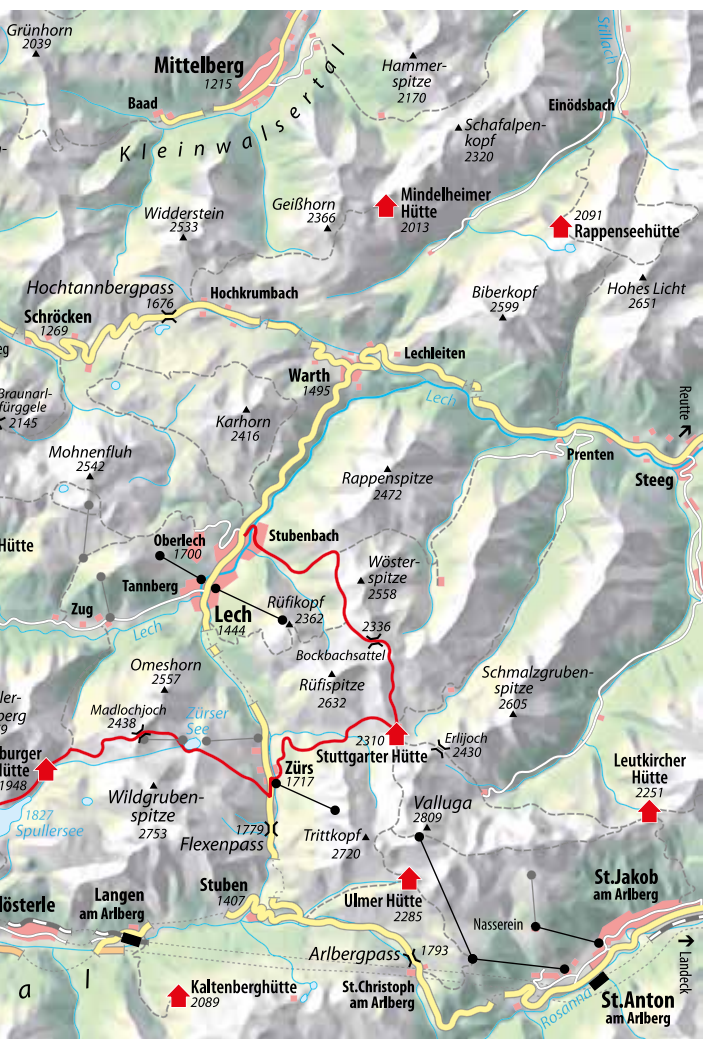 Grünhorn
2039
Mittelberg
1215
Baad
Kleinwalsertal
Hammer-
spitze
2170
Stillach
Einödsbach
Schafalpen-
kopf
2320
Widderstein
2533
Geißhorn
2366
Mindelheimer
Hütte
2013
2091
Rappenseehütte
Hochtannbergpass
1676
Hochkrumbach
Schröcken
1269
Biberkopf
2599
Hohes Licht
2651
eg
Warth
1495
Lechleiten
Lech
Braunarl-
fürggele
2145
Karhorn
2416
Reutte
Mohnenfluh
2542
Rappenspitze
2472
Prenten
Steeg
Hütte
Oberlech
1700
Stubenbach
Tannberg
Wöster-
spitze
2558
Zug
Lech
1444
Rüfikopf
2362
2336
Bockbachsattel
Lech
Omeshorn
2557
Rüfispitze
2632
Schmalzgruben-
spitze
2605
ler-
berg
9
Madlochjoch
2438
Zürser
See
2310
Stuttgarter Hütte
Erlijoch
2430
burger
Hütte
1948
Zürs
1717
Leutkircher
Hütte
2251
1827
Spullersee
Wildgruben-
spitze
2753
1779
Flexenpass
Trittkopf
2720
Valluga
2809
Stuben
1407
Ulmer Hütte
2285
St.Jakob
am Arlberg
lösterle
Langen
am Arlberg
Nasserein
Arlbergpass
1793
Landeck
a l
Kaltenberghütte
2089
St.Christoph
am Arlberg
Rosanna
St.Anton
am Arlberg